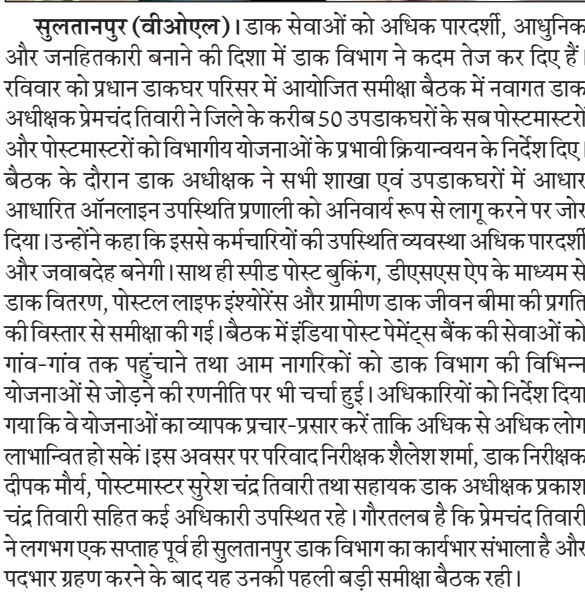 सुलतानपुर (वीओएल)। डाक सेवाओं को अधिक पारदर्शी, आधुनिक
और जनहितकारी बनाने की दिशा में डाक विभाग ने कदम तेज कर दिए हैं।
रविवार को प्रधान डाकघर परिसर में आयोजित समीक्षा बैठक में नवागत डाक
अधीक्षक प्रेमचंद तिवारी ने जिले के करीब 50 उपडाकघरों के सब पोस्टमास्टरों
और पोस्टमास्टरों को विभागीय योजनाओं के प्रभावी क्रियान्वयन के निर्देश दिए।
बैठक के दौरान डाक अधीक्षक ने सभी शाखा एवं उपडाकघरों में आधार
आधारित ऑनलाइन उपस्थिति प्रणाली को अनिवार्य रूप से लागू करने पर जोर
दिया। उन्होंने कहा कि इससे कर्मचारियों की उपस्थिति व्यवस्था अधिक पारदर्शी
और जवाबदेह बनेगी। साथ ही स्पीड पोस्ट बुकिंग, डीएसएस ऐप के माध्यम से
डाक वितरण, पोस्टल लाइफ इंश्योरेंस और ग्रामीण डाक जीवन बीमा की प्रगति
की विस्तार से समीक्षा की गई। बैठक में इंडिया पोस्ट पेमेंट्स बैंक की सेवाओं को
गांव-गांव तक पहुंचाने तथा आम नागरिकों को डाक विभाग की विभिन्न
योजनाओं से जोड़ने की रणनीति पर भी चर्चा हुई। अधिकारियों को निर्देश दिया
गया कि वे योजनाओं का व्यापक प्रचार-प्रसार करें ताकि अधिक से अधिक लोग
लाभान्वित हो सकें। इस अवसर पर परिवाद निरीक्षक शैलेश शर्मा, डाक निरीक्षक
दीपक मौर्य, पोस्टमास्टर सुरेश चंद्र तिवारी तथा सहायक डाक अधीक्षक प्रकाश
चंद्र तिवारी सहित कई अधिकारी उपस्थित रहे। गौरतलब है कि प्रेमचंद तिवारी
ने लगभग एक सप्ताह पूर्व ही सुलतानपुर डाक विभाग का कार्यभार संभाला है और
पदभार ग्रहण करने के बाद यह उनकी पहली बड़ी समीक्षा बैठक रही।